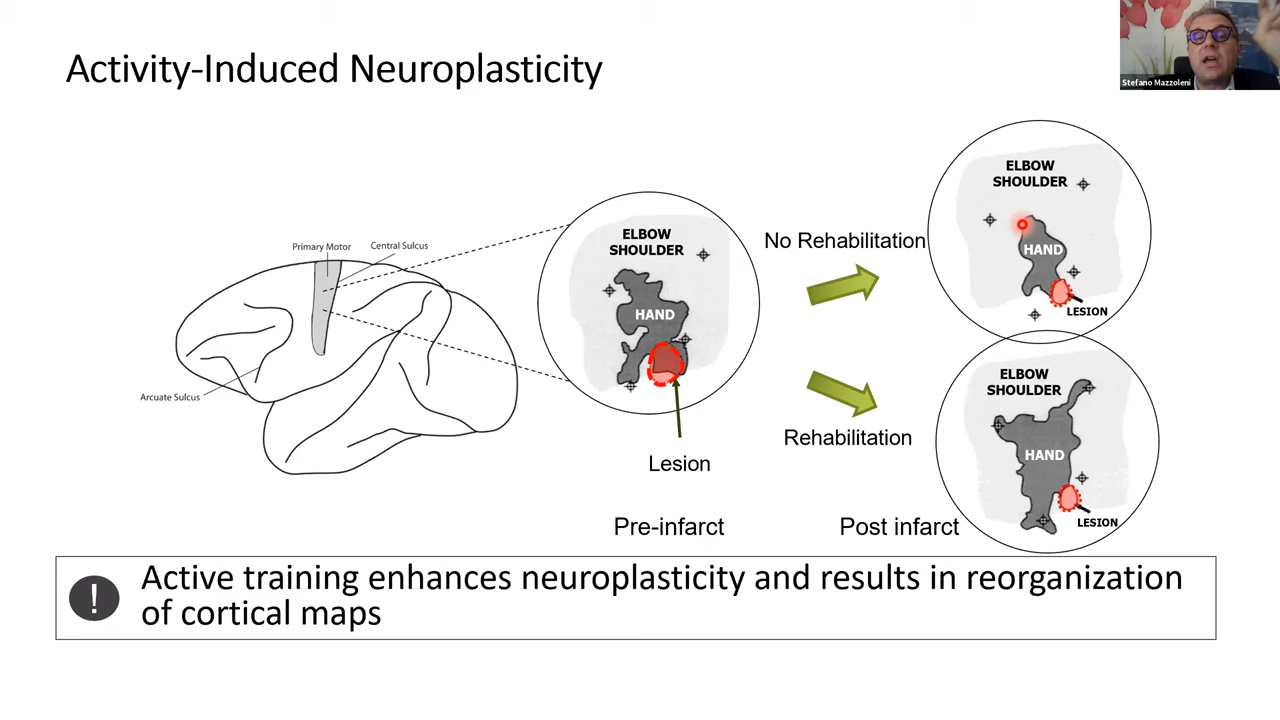 Activity-Induced Neuroplasticity
Stefano Mazzoleni
Primary Motor
Central Sulcus
Arcuate Sulcus
ELBOW
SHOULDER
HAND
Lesion
Pre-infarct
No Rehabilitation
Rehabilitation
Post infarct
ELBOW
SHOULDER
HAND
LESION
ELBOW
SHOULDER
HAND
LESION
!
Active training enhances neuroplasticity and results in reorganization
of cortical maps